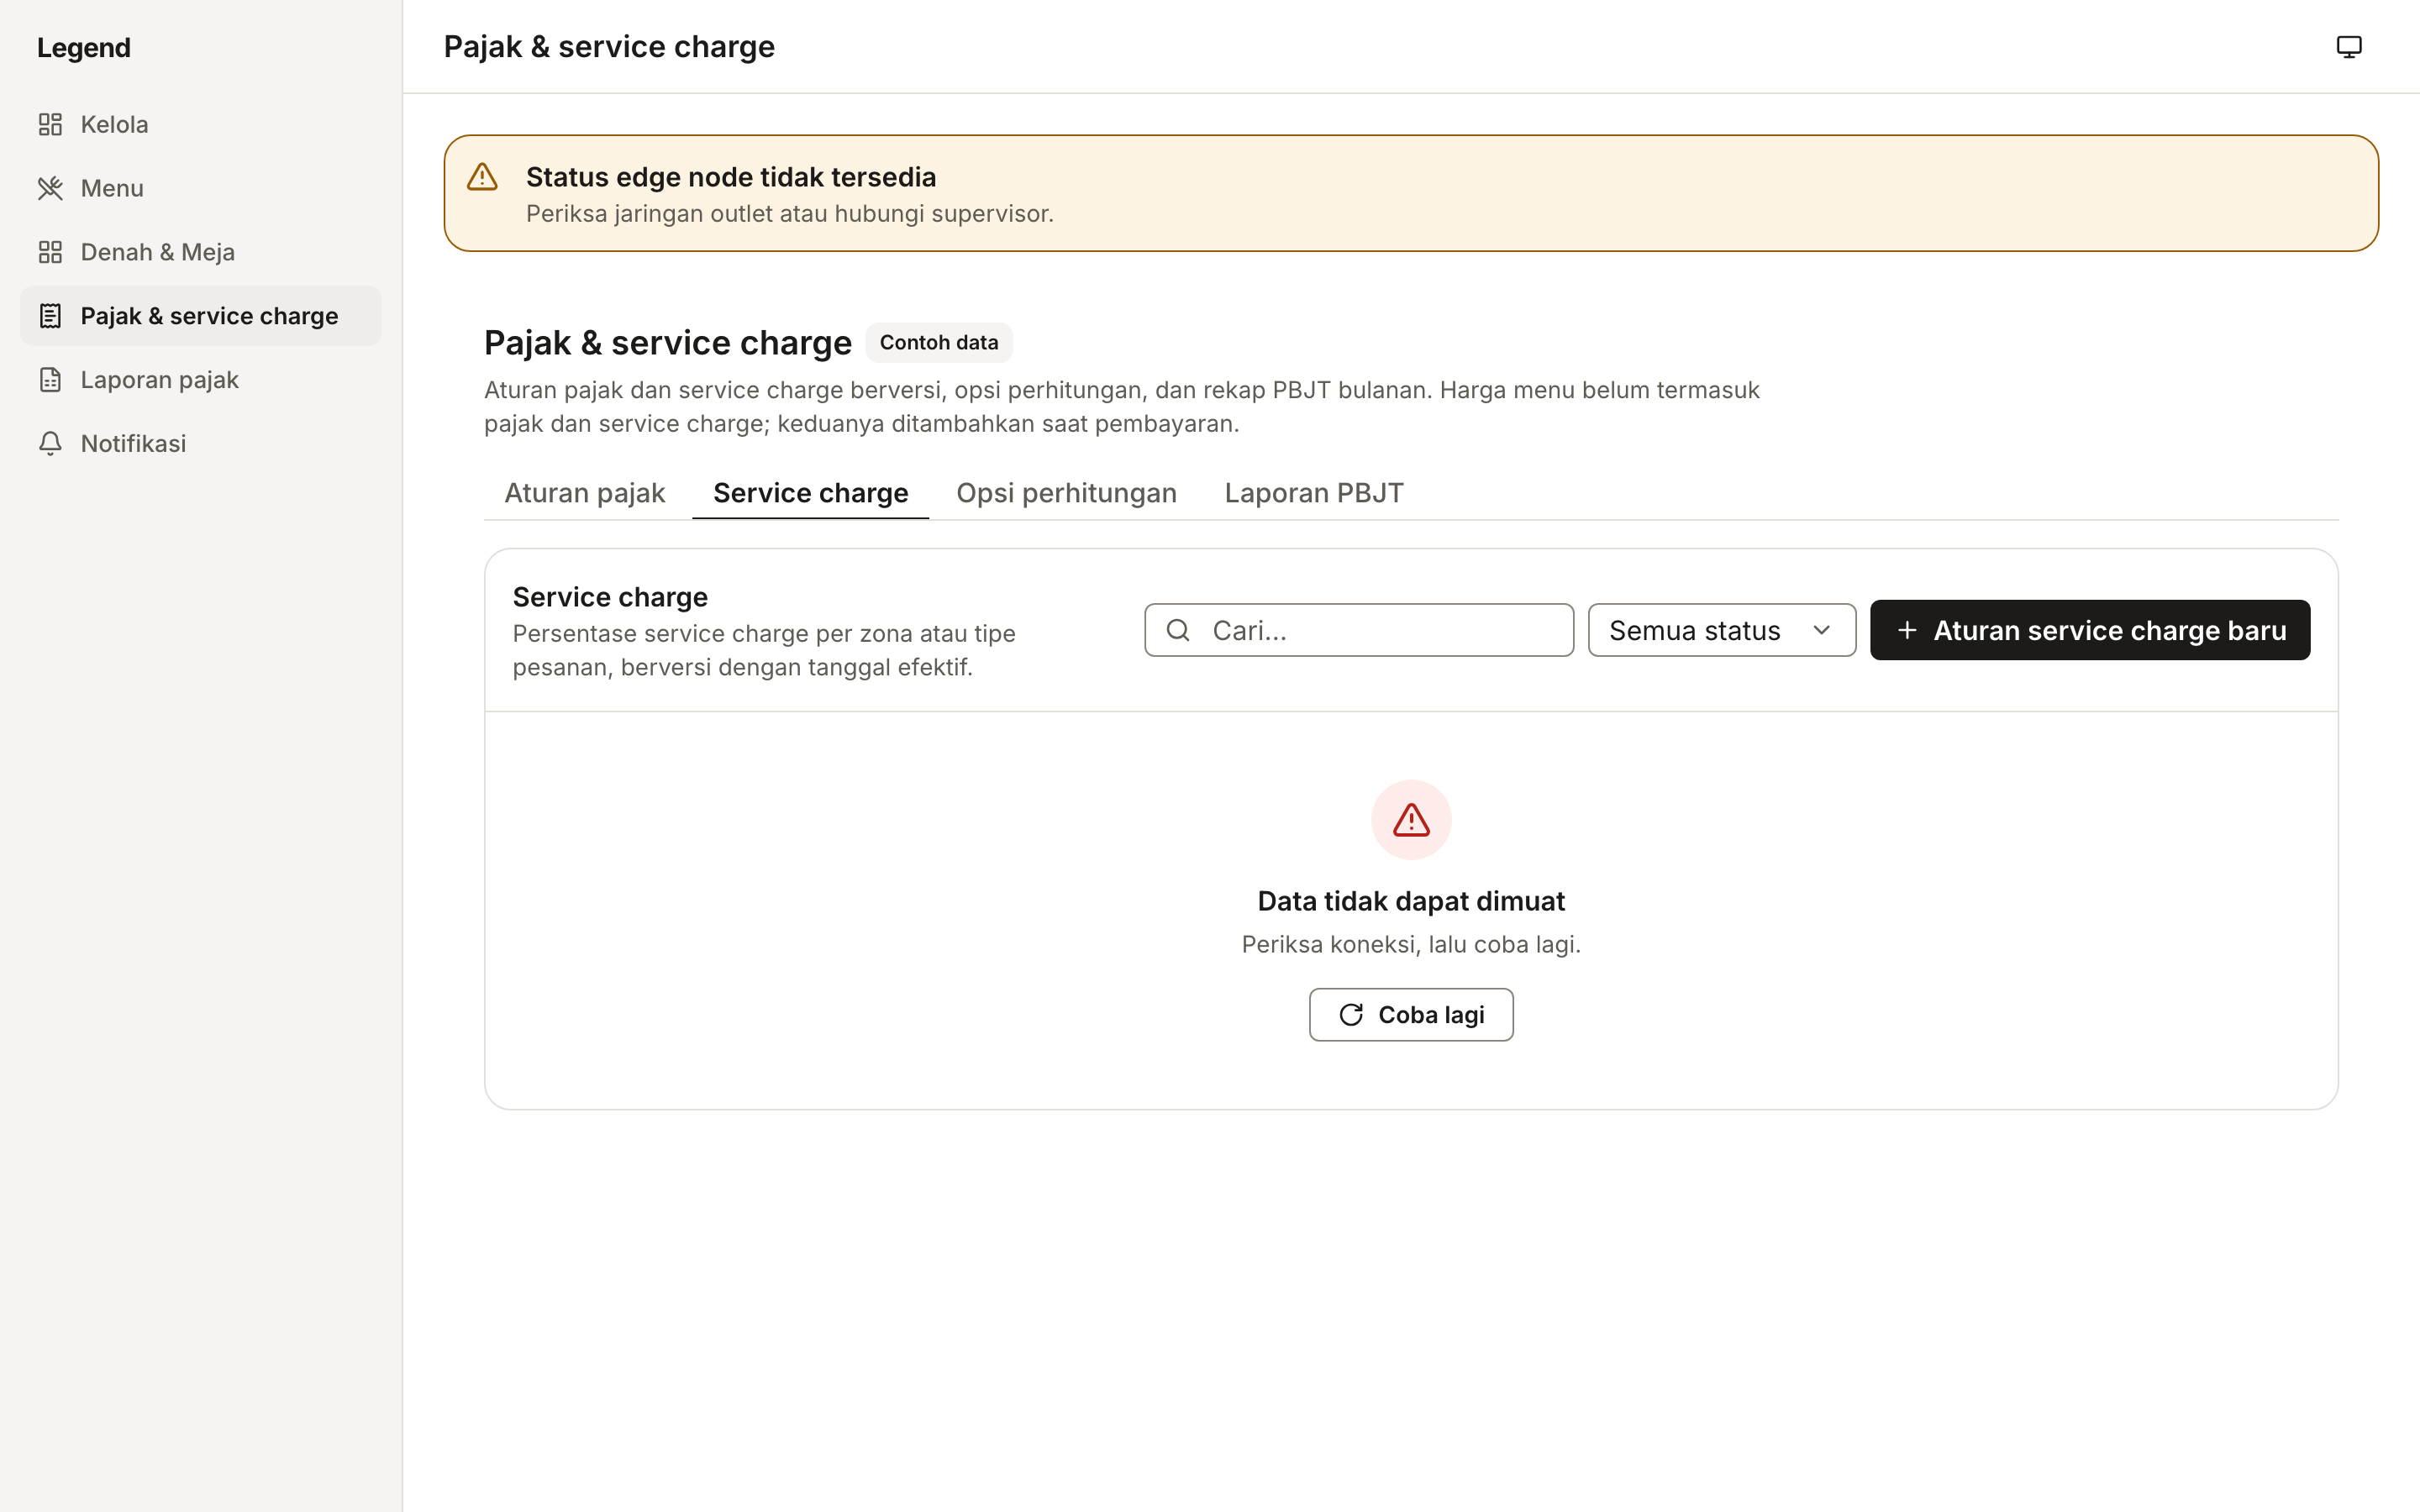 Legend
Kelola
Menu
Denah & Meja
Pajak & service charge
Laporan pajak
Notifikasi
Pajak & service charge
Status edge node tidak tersedia
Periksa jaringan outlet atau hubungi supervisor.
Pajak & service charge
Contoh data
Aturan pajak dan service charge berversi, opsi perhitungan, dan rekap PBJT bulanan. Harga menu belum termasuk
pajak dan service charge; keduanya ditambahkan saat pembayaran.
Aturan pajak
Service charge
Opsi perhitungan
Laporan PBJT
Service charge
Persentase service charge per zona atau tipe
pesanan, berversi dengan tanggal efektif.
Cari...
Semua status
Aturan service charge baru
Data tidak dapat dimuat
Periksa koneksi, lalu coba lagi.
Coba lagi